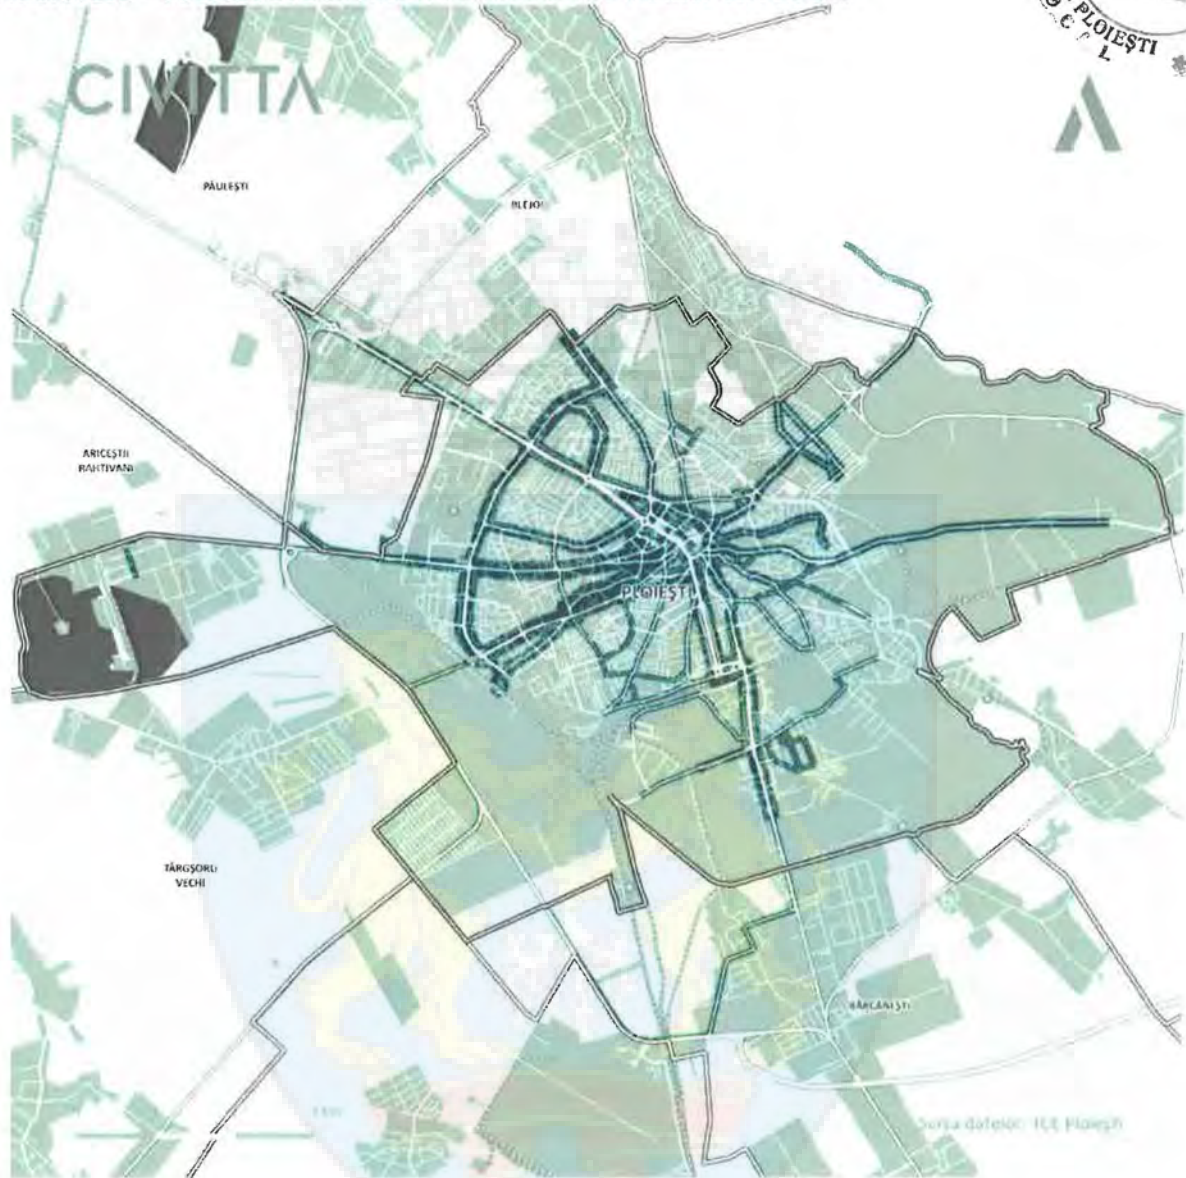 PLOIEȘTI
CIVITTA
PĂULEȘTI
BLEJOI
ARICEȘTII
RAHTIVANI
PLOIEȘTI
TÂRGȘORU
VECHI
BĂRCĂNEȘTI
Sursa datelor: TCE Ploiești